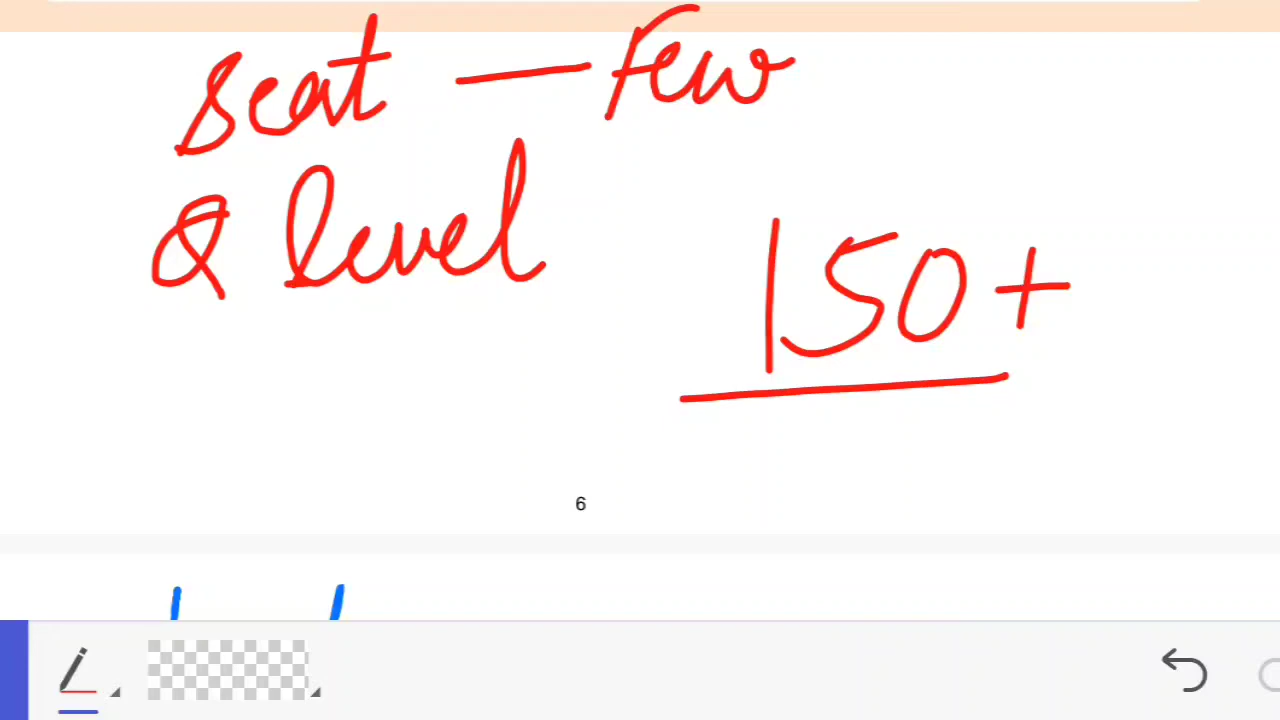 Seat — Few
Q level
150+
6